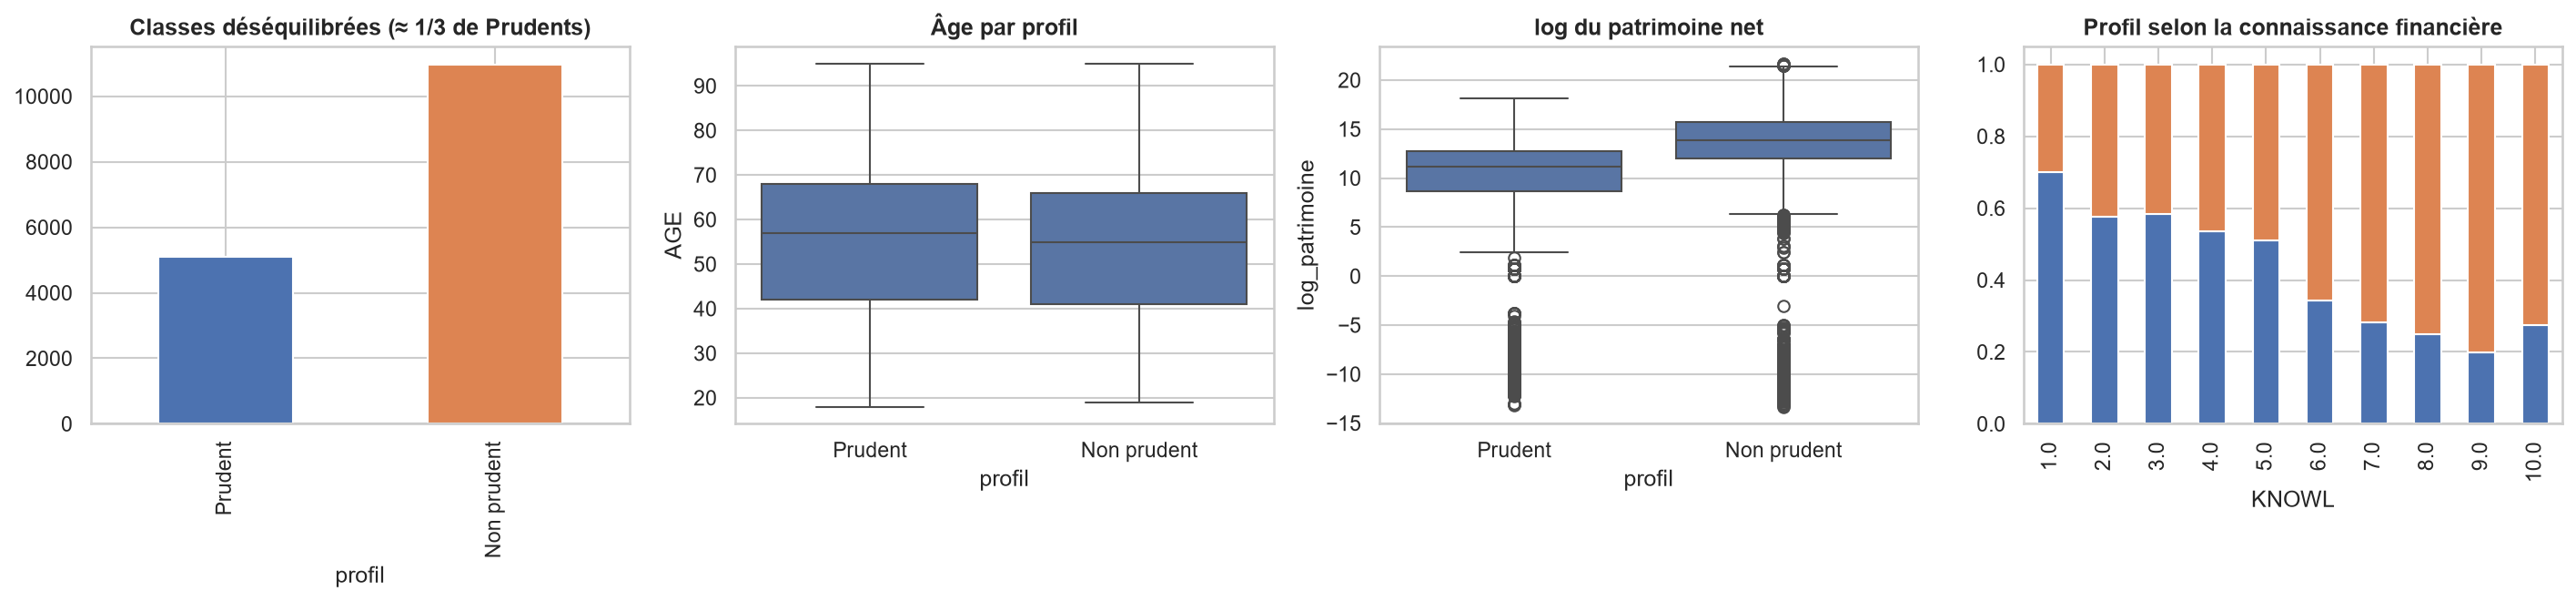 Classes déséquilibrées (≈ 1/3 de Prudents)
10000
8000
6000
4000
2000
0
Prudent
Non prudent
profil
Âge par profil
AGE
90
80
70
60
50
40
30
20
Prudent
Non prudent
profil
log du patrimoine net
log_patrimoine
20
15
10
5
0
−5
−10
−15
Prudent
Non prudent
profil
Profil selon la connaissance financière
1.0
0.8
0.6
0.4
0.2
0.0
1.0
2.0
3.0
4.0
5.0
6.0
7.0
8.0
9.0
10.0
KNOWL